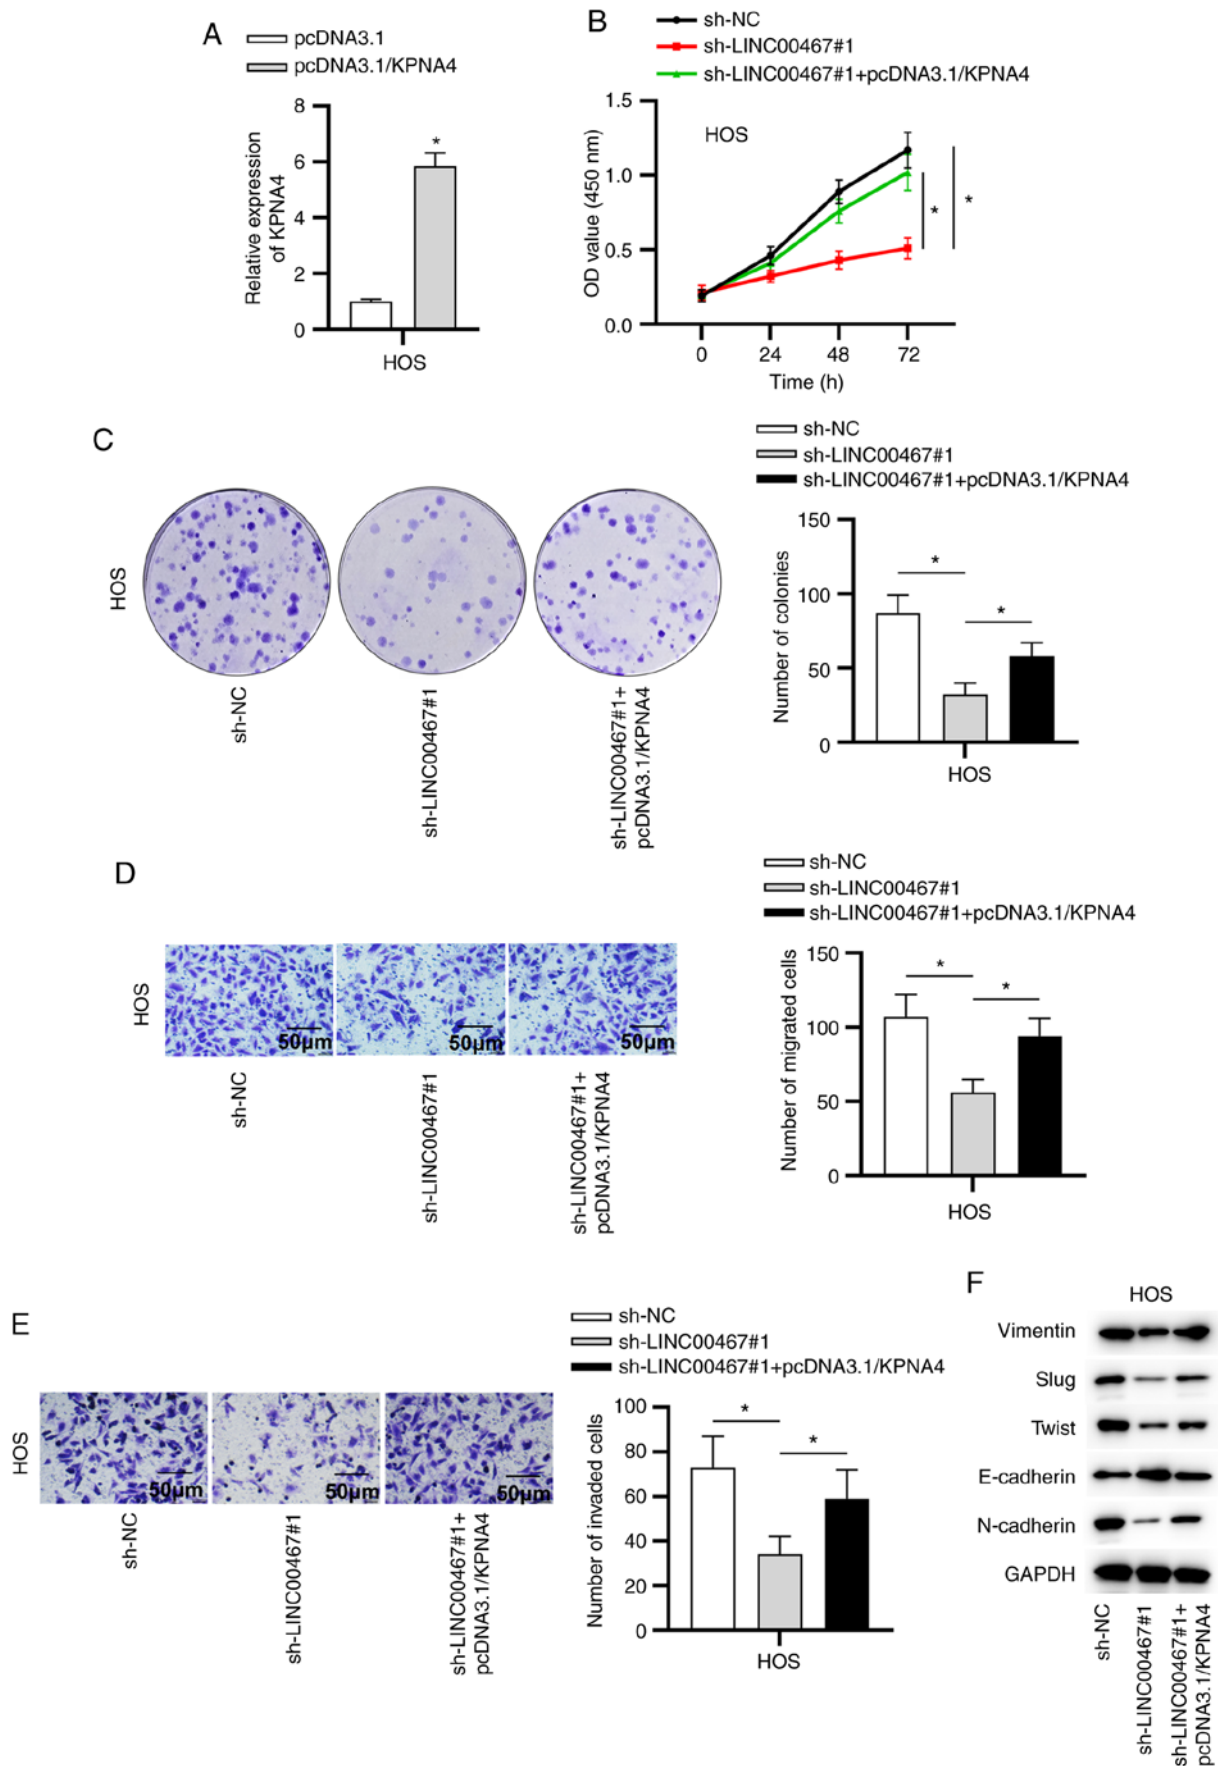 A
pcDNA3.1
pcDNA3.1/KPNA4
Relative expression
of KPNA4
8
6
4
2
0
*
HOS
B
sh-NC
sh-LINC00467#1
sh-LINC00467#1+pcDNA3.1/KPNA4
OD value (450 nm)
1.5
1.0
0.5
0.0
HOS
*
*
0
24
48
72
Time (h)
C
HOS
sh-NC
sh-LINC00467#1
sh-LINC00467#1+
pcDNA3.1/KPNA4
sh-NC
sh-LINC00467#1
sh-LINC00467#1+pcDNA3.1/KPNA4
Number of colonies
150
100
50
0
*
*
HOS
D
HOS
50μm
50μm
50μm
sh-NC
sh-LINC00467#1
sh-LINC00467#1+
pcDNA3.1/KPNA4
sh-NC
sh-LINC00467#1
sh-LINC00467#1+pcDNA3.1/KPNA4
Number of migrated cells
150
100
50
0
*
*
HOS
E
HOS
50μm
50μm
50μm
sh-NC
sh-LINC00467#1
sh-LINC00467#1+
pcDNA3.1/KPNA4
sh-NC
sh-LINC00467#1
sh-LINC00467#1+pcDNA3.1/KPNA4
Number of invaded cells
100
80
60
40
20
0
*
*
HOS
F
HOS
Vimentin
Slug
Twist
E-cadherin
N-cadherin
GAPDH
sh-NC
sh-LINC00467#1
sh-LINC00467#1+
pcDNA3.1/KPNA4